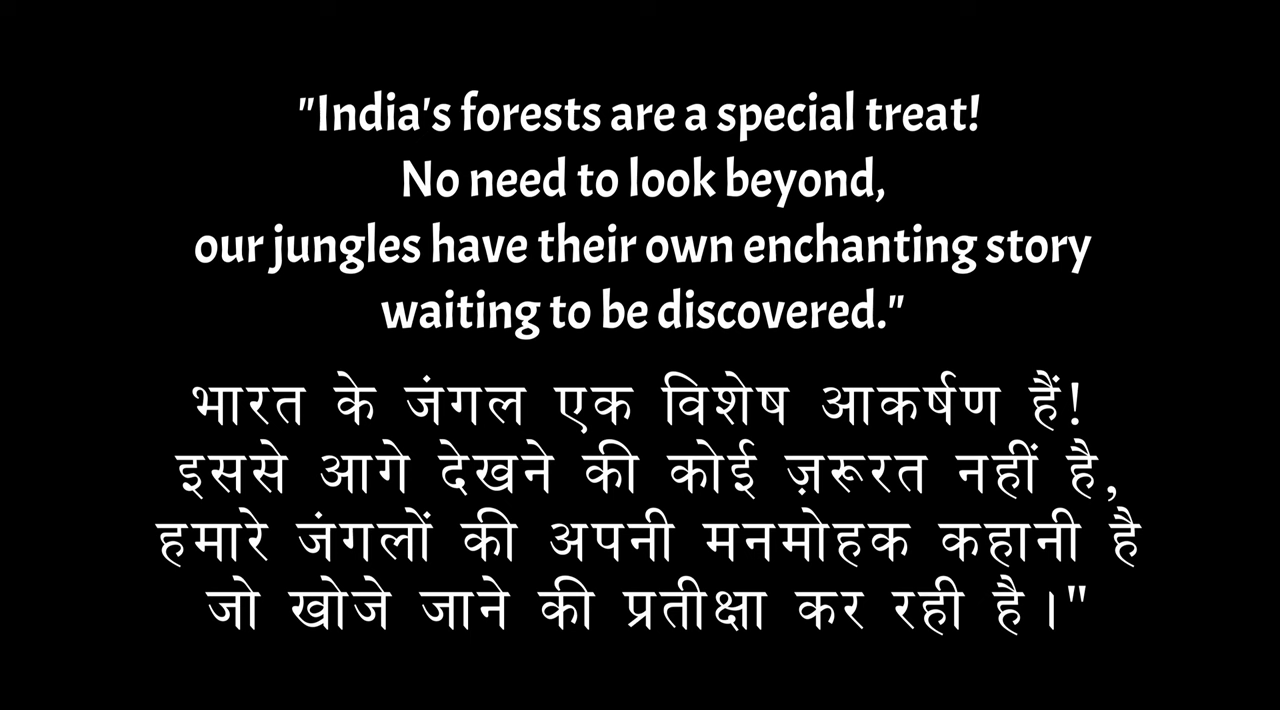 "India's forests are a special treat!
No need to look beyond,
our jungles have their own enchanting story
waiting to be discovered."
भारत के जंगल एक विशेष आकर्षण हैं!
इससे आगे देखने की कोई ज़रूरत नहीं है,
हमारे जंगलों की अपनी मनमोहक कहानी है
जो खोजे जाने की प्रतीक्षा कर रही है।"